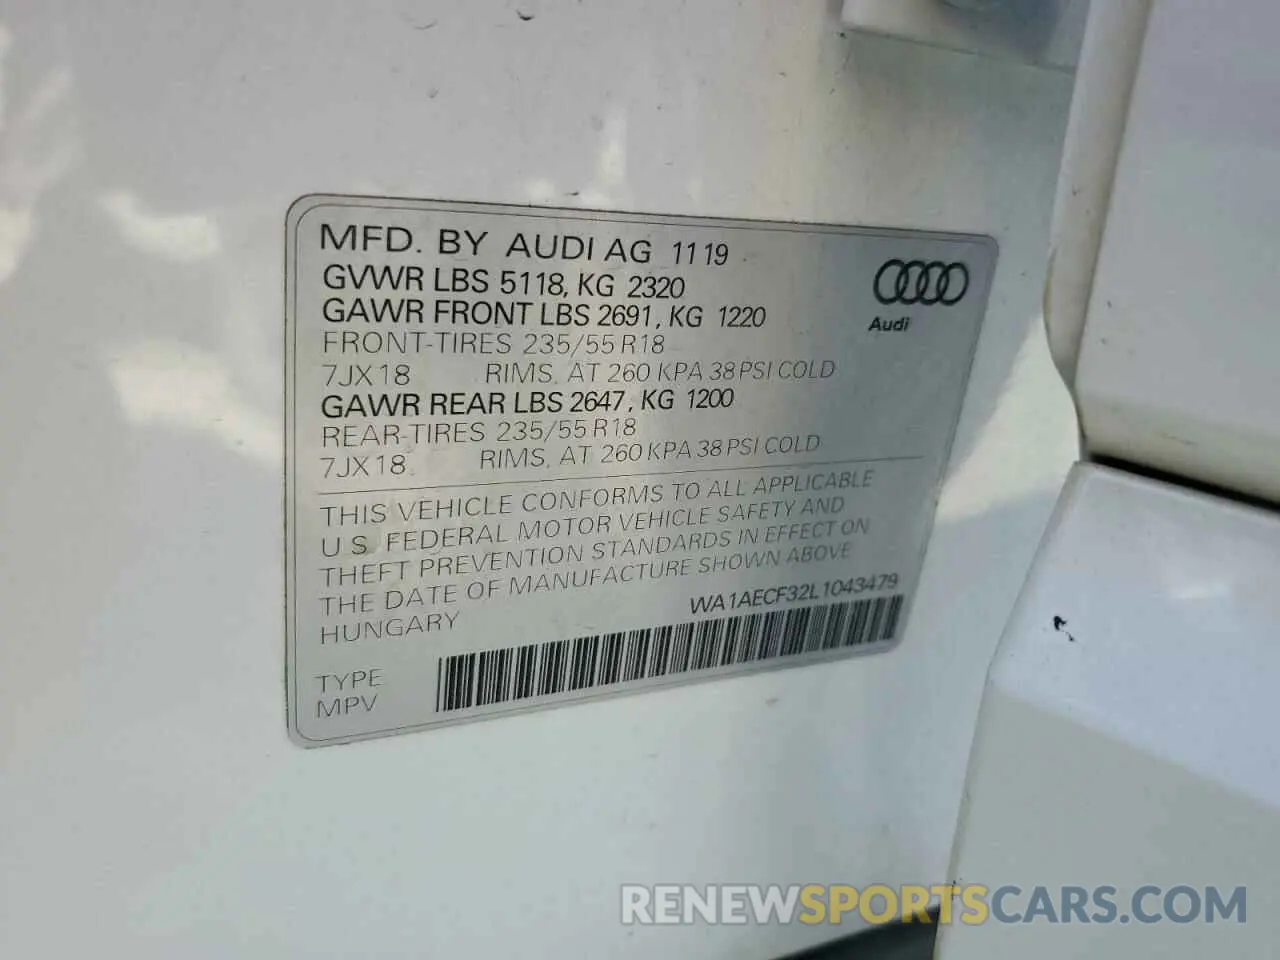 MFD. BY AUDI AG 11 19
GVWR LBS 5118, KG 2320
GAWR FRONT LBS 2691, KG 1220
FRONT-TIRES 235/55 R18
7JX18 RIMS, AT 260 KPA 38 PSI COLD
GAWR REAR LBS 2647, KG 1200
REAR-TIRES 235/55 R18
7JX18 RIMS, AT 260 KPA 38 PSI COLD
Audi
THIS VEHICLE CONFORMS TO ALL APPLICABLE
U.S. FEDERAL MOTOR VEHICLE SAFETY AND
THEFT PREVENTION STANDARDS IN EFFECT ON
THE DATE OF MANUFACTURE SHOWN ABOVE
HUNGARY
WA1AECF32L1043479
TYPE
MPV
RENEWSPORTSCARS.COM